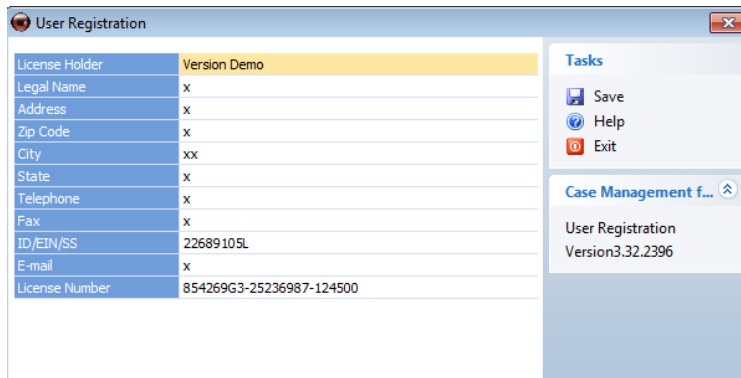 User Registration
License Holder Version Demo
Legal Name x
Address x
Zip Code x
City xx
State x
Telephone x
Fax x
ID/EIN/SS 22689105L
E-mail x
License Number 854269G3-25236987-124500
Tasks
Save
Help
Exit
Case Management f...
User Registration
Version3.32.2396